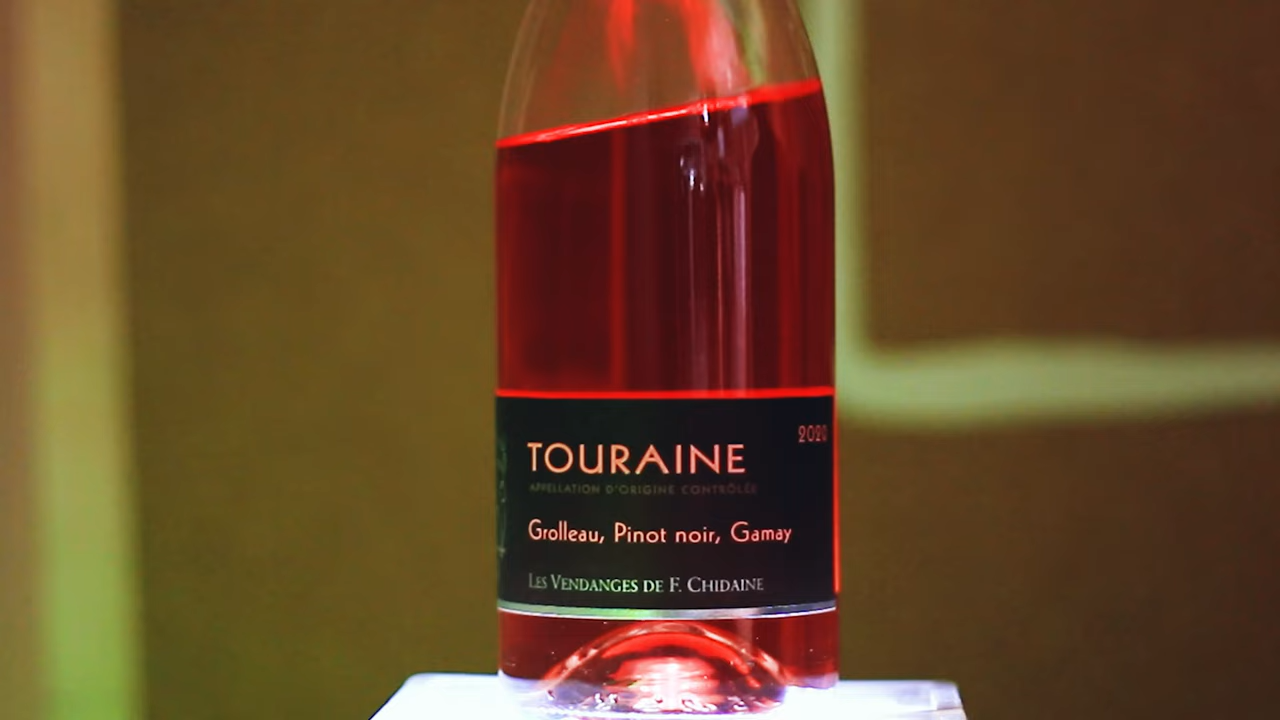 2020
TOURAINE
APPELLATION D'ORIGINE CONTRÔLÉE
Grolleau, Pinot noir, Gamay
LES VENDANGES DE F. CHIDAINE